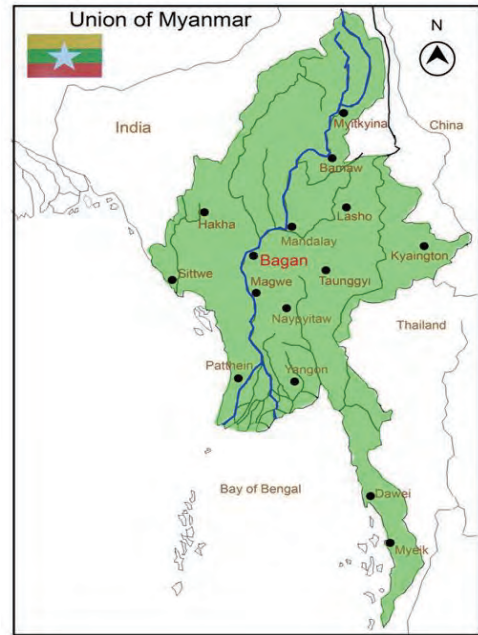 Union of Myanmar
N
India
China
Myitkyina
Bamaw
Lasho
Hakha
Mandalay
Kyaington
Bagan
Taunggyi
Sittwe
Magwe
Naypyitaw
Thailand
Patthein
Yangon
Bay of Bengal
Dawei
Myeik